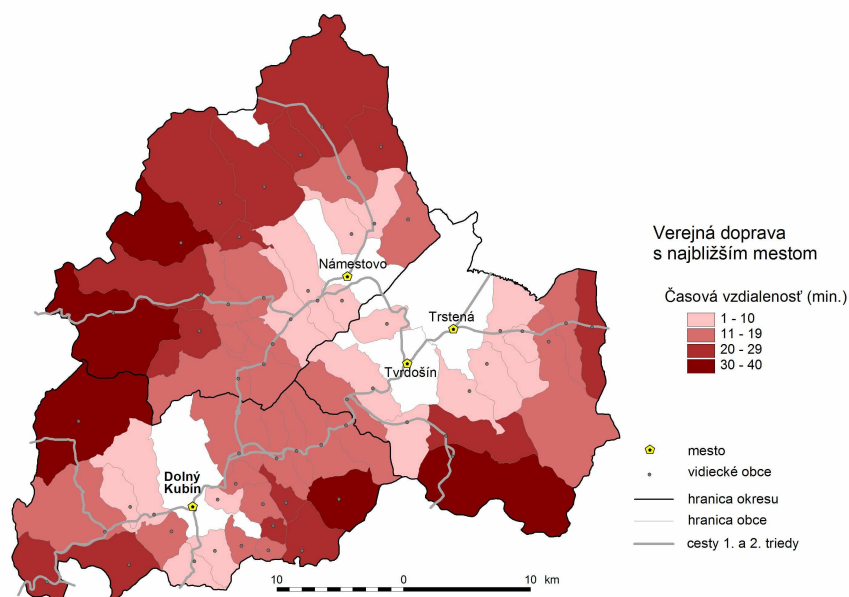 Námestovo
Trstená
Tvrdošín
Dolný
Kubín
Verejná doprava
s najbližším mestom
Časová vzdialenosť (min.)
1 - 10
11 - 19
20 - 29
30 - 40
mesto
vidiecké obce
hranica okresu
hranica obce
cesty 1. a 2. triedy
10 0 10 km